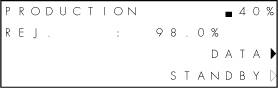 PRODUCTION ▄ 40%
REJ. : 98.0%
DATA ▶
STANDBY ▷